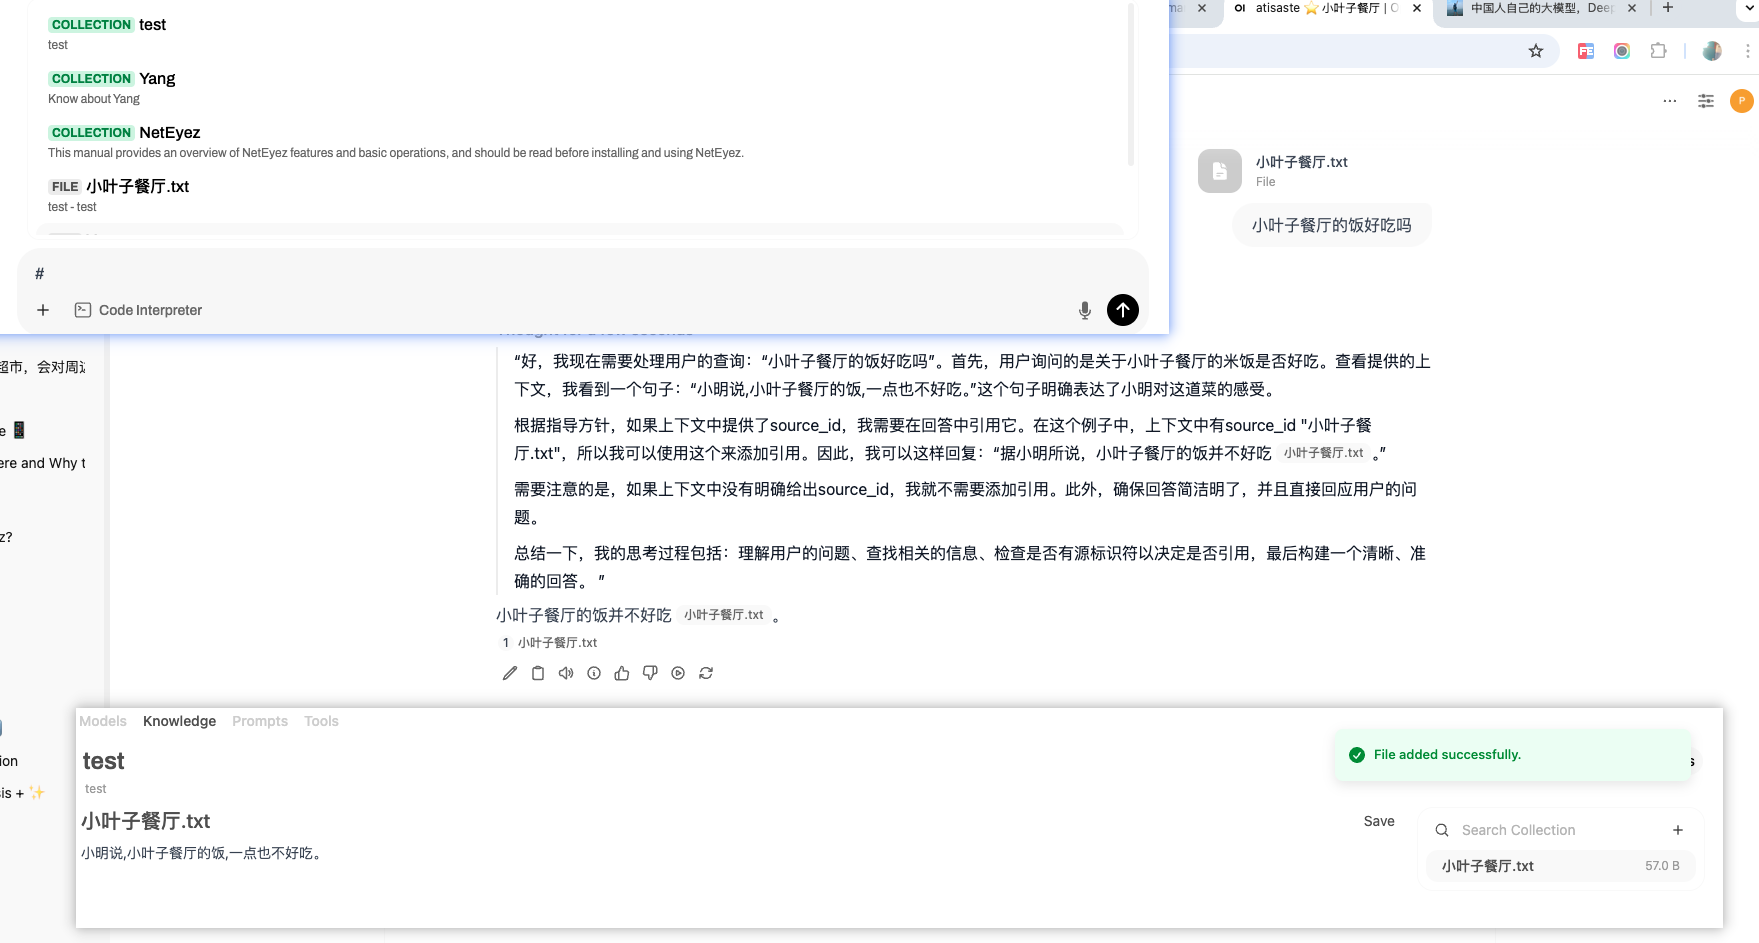 COLLECTION test
test
COLLECTION Yang
Know about Yang
COLLECTION NetEyez
This manual provides an overview of NetEyez features and basic operations, and should be read before installing and using NetEyez.
FILE 小叶子餐厅.txt
test - test
#
Code Interpreter
atisaste ⭐小叶子餐厅 | O
中国人自己的大模型，Deep
P
小叶子餐厅.txt
File
小叶子餐厅的饭好吃吗
超市，会对周边
e 📱
ere and Why t
z?
ion
sis + ✨
“好，我现在需要处理用户的查询：“小叶子餐厅的饭好吃吗”。首先，用户询问的是关于小叶子餐厅的米饭是否好吃。查看提供的上
下文，我看到一个句子：“小明说,小叶子餐厅的饭,一点也不好吃。”这个句子明确表达了小明对这道菜的感受。
根据指导方针，如果上下文中提供了source_id，我需要在回答中引用它。在这个例子中，上下文中有source_id "小叶子餐
厅.txt"，所以我可以使用这个来添加引用。因此，我可以这样回复：“据小明所说，小叶子餐厅的饭并不好吃 小叶子餐厅.txt 。”
需要注意的是，如果上下文中没有明确给出source_id，我就不需要添加引用。此外，确保回答简洁明了，并且直接回应用户的问
题。
总结一下，我的思考过程包括：理解用户的问题、查找相关的信息、检查是否有源标识符以决定是否引用，最后构建一个清晰、准
确的回答。 ”
小叶子餐厅的饭并不好吃 小叶子餐厅.txt 。
1 小叶子餐厅.txt
Models Knowledge Prompts Tools
test
test
File added successfully.
小叶子餐厅.txt
Save
Search Collection
小明说,小叶子餐厅的饭,一点也不好吃。
小叶子餐厅.txt 57.0 B